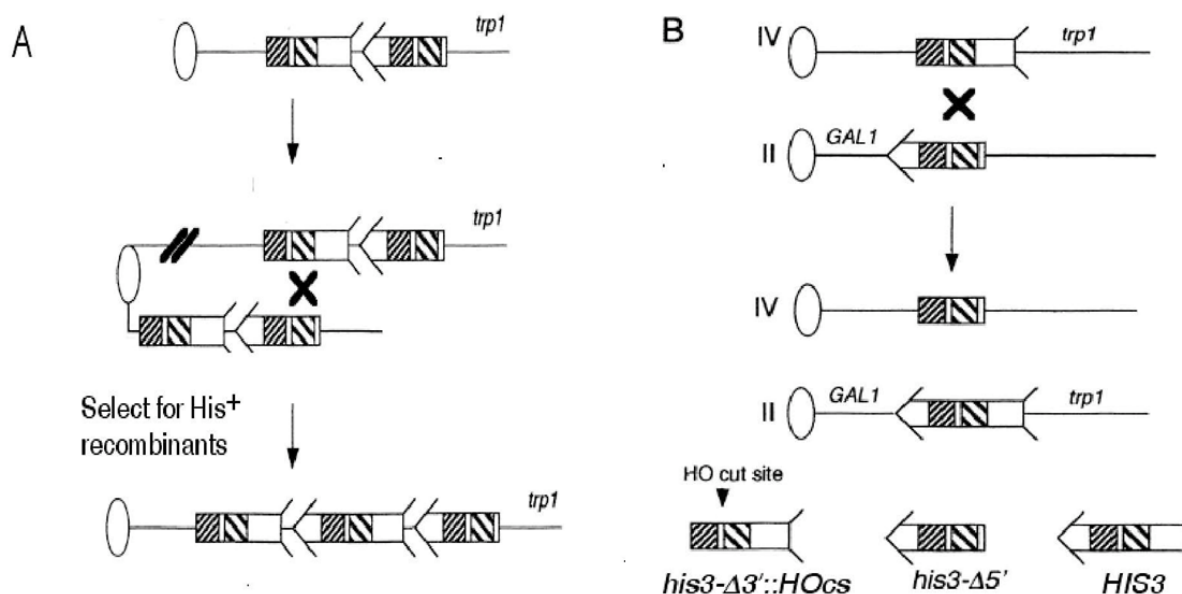 A
trp1
trp1
Select for His+
recombinants
trp1
B
IV
trp1
II
GAL1
IV
II
GAL1
trp1
HO cut site
his3-Δ3'::HOcs
his3-Δ5'
HIS3